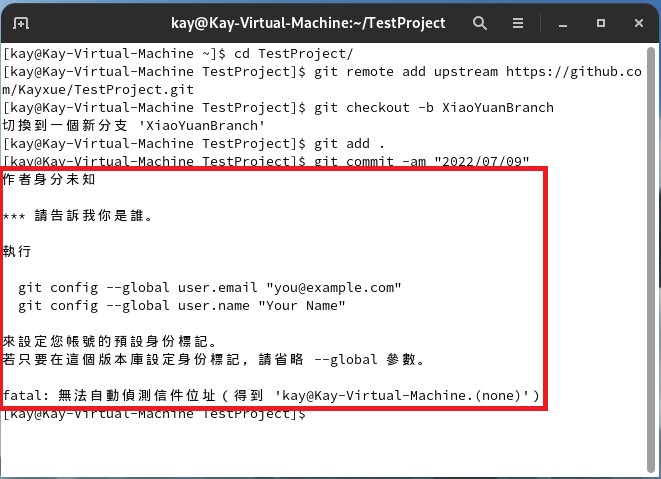 kay@Kay-Virtual-Machine:~/TestProject
[kay@Kay-Virtual-Machine ~]$ cd TestProject/
[kay@Kay-Virtual-Machine TestProject]$ git remote add upstream https://github.co
m/Kayxue/TestProject.git
[kay@Kay-Virtual-Machine TestProject]$ git checkout -b XiaoYuanBranch
切換到一個新分支 'XiaoYuanBranch'
[kay@Kay-Virtual-Machine TestProject]$ git add .
[kay@Kay-Virtual-Machine TestProject]$ git commit -am "2022/07/09"
作者身分未知
*** 請告訴我你是誰。
執行
git config --global user.email "you@example.com"
git config --global user.name "Your Name"
來設定您帳號的預設身份標記。
若只要在這個版本庫設定身份標記，請省略 --global 參數。
fatal: 無法自動偵測信件位址（得到 'kay@Kay-Virtual-Machine.(none)'）
[kay@Kay-Virtual-Machine TestProject]$